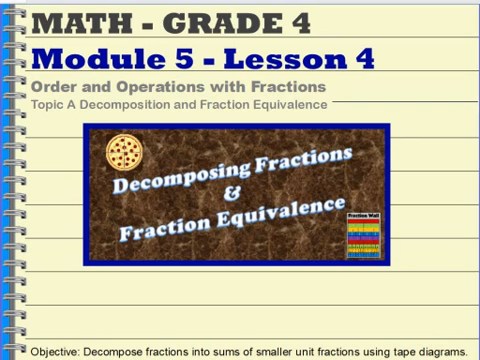 MATH - GRADE 4
Module 5 - Lesson 4
Order and Operations with Fractions
Topic A Decomposition and Fraction Equivalence
Decomposing Fractions
&
Fraction Equivalence
Fraction Wall
Objective: Decompose fractions into sums of smaller unit fractions using tape diagrams.